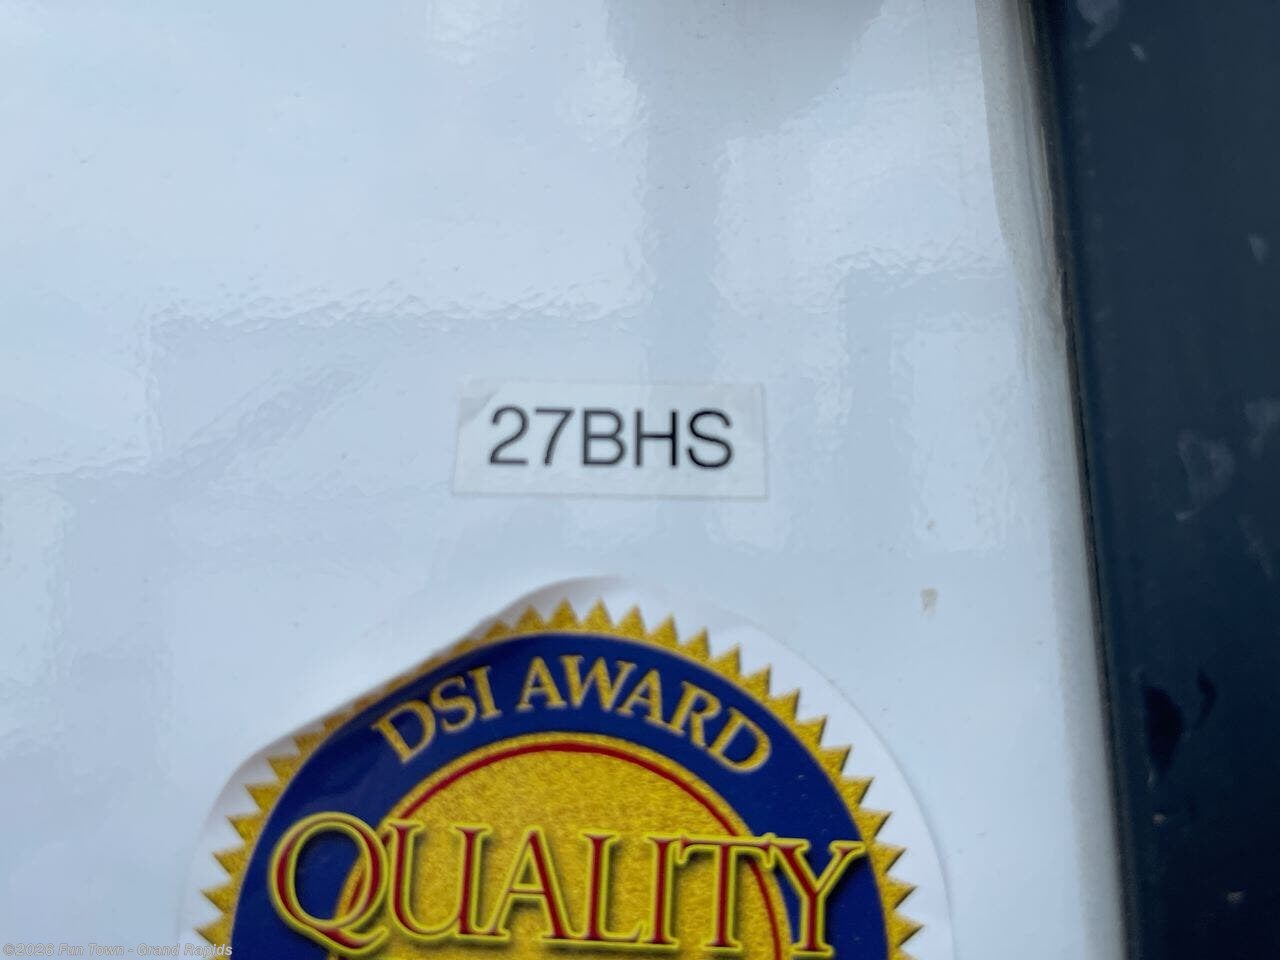 27BHS
DSI AWARD
QUALITY
©2026 Fun Town - Grand Rapids